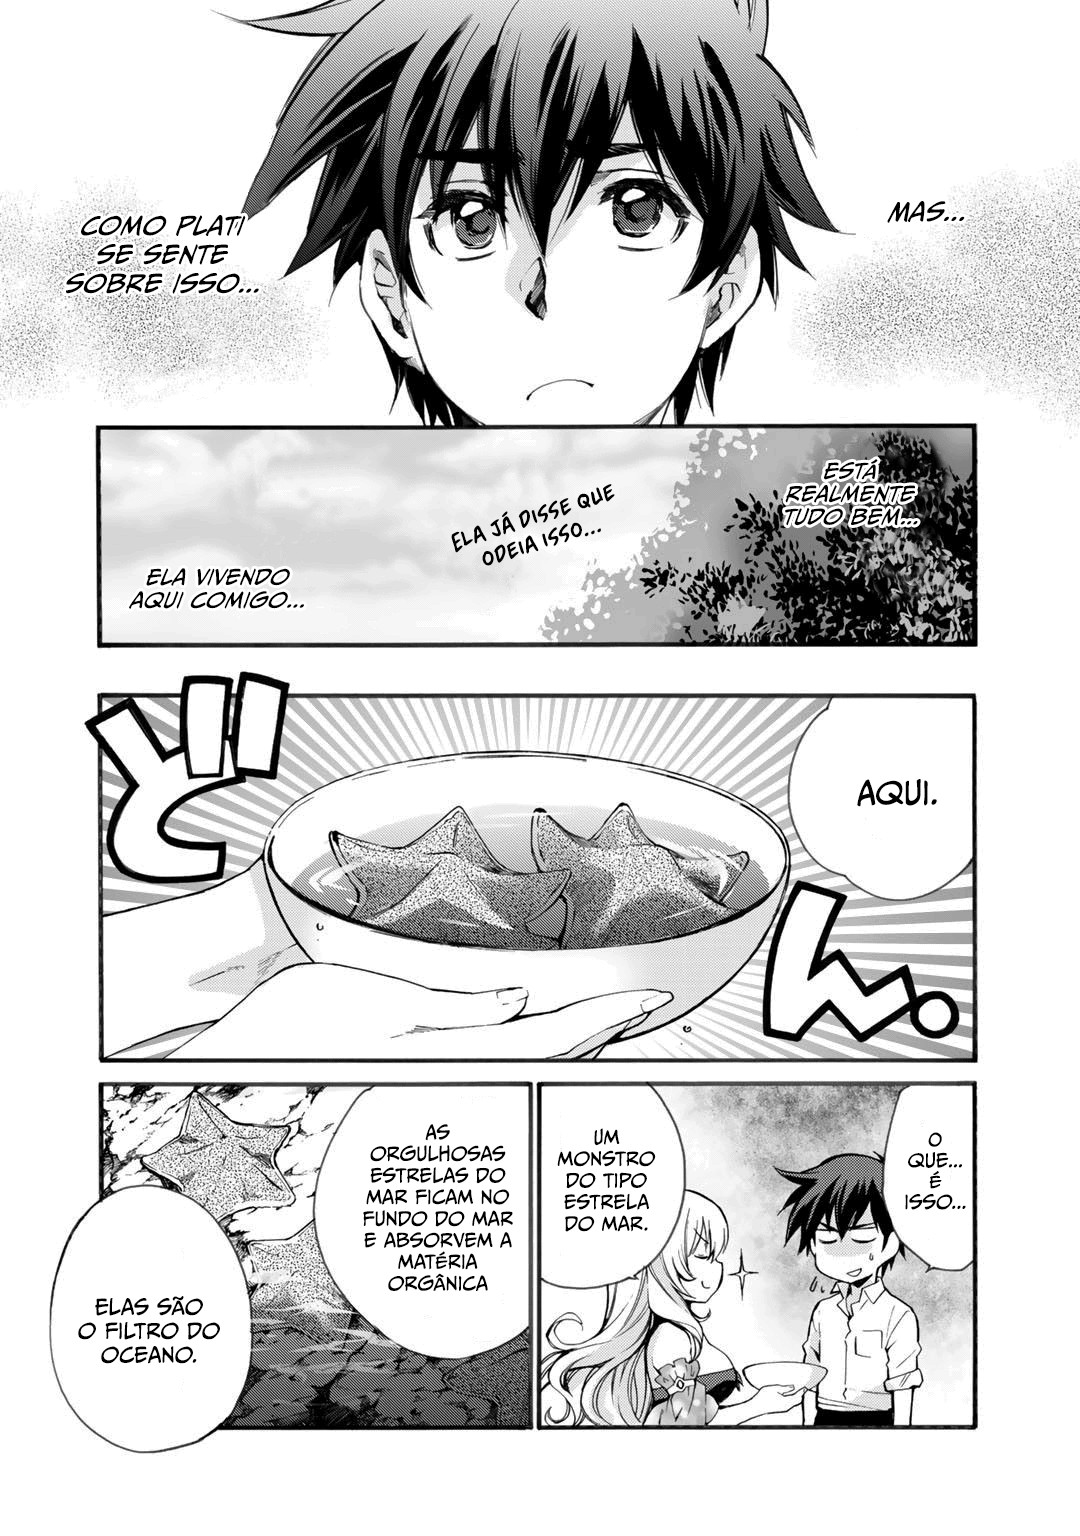 MAS...
COMO PLATI
SE SENTE
SOBRE ISSO...
ESTÁ
REALMENTE
TUDO BEM...
ELA JÁ DISSE QUE
ODEIA ISSO...
ELA VIVENDO
AQUI COMIGO...
AQUI.
ど
ん.
O
QUE...
É
ISSO...
UM
MONSTRO
DO TIPO
ESTRELA
DO MAR.
AS
ORGULHOSAS
ESTRELAS DO
MAR FICAM NO
FUNDO DO MAR
E ABSORVEM A
MATÉRIA
ORGÂNICA
ELAS SÃO
O FILTRO DO
OCEANO.